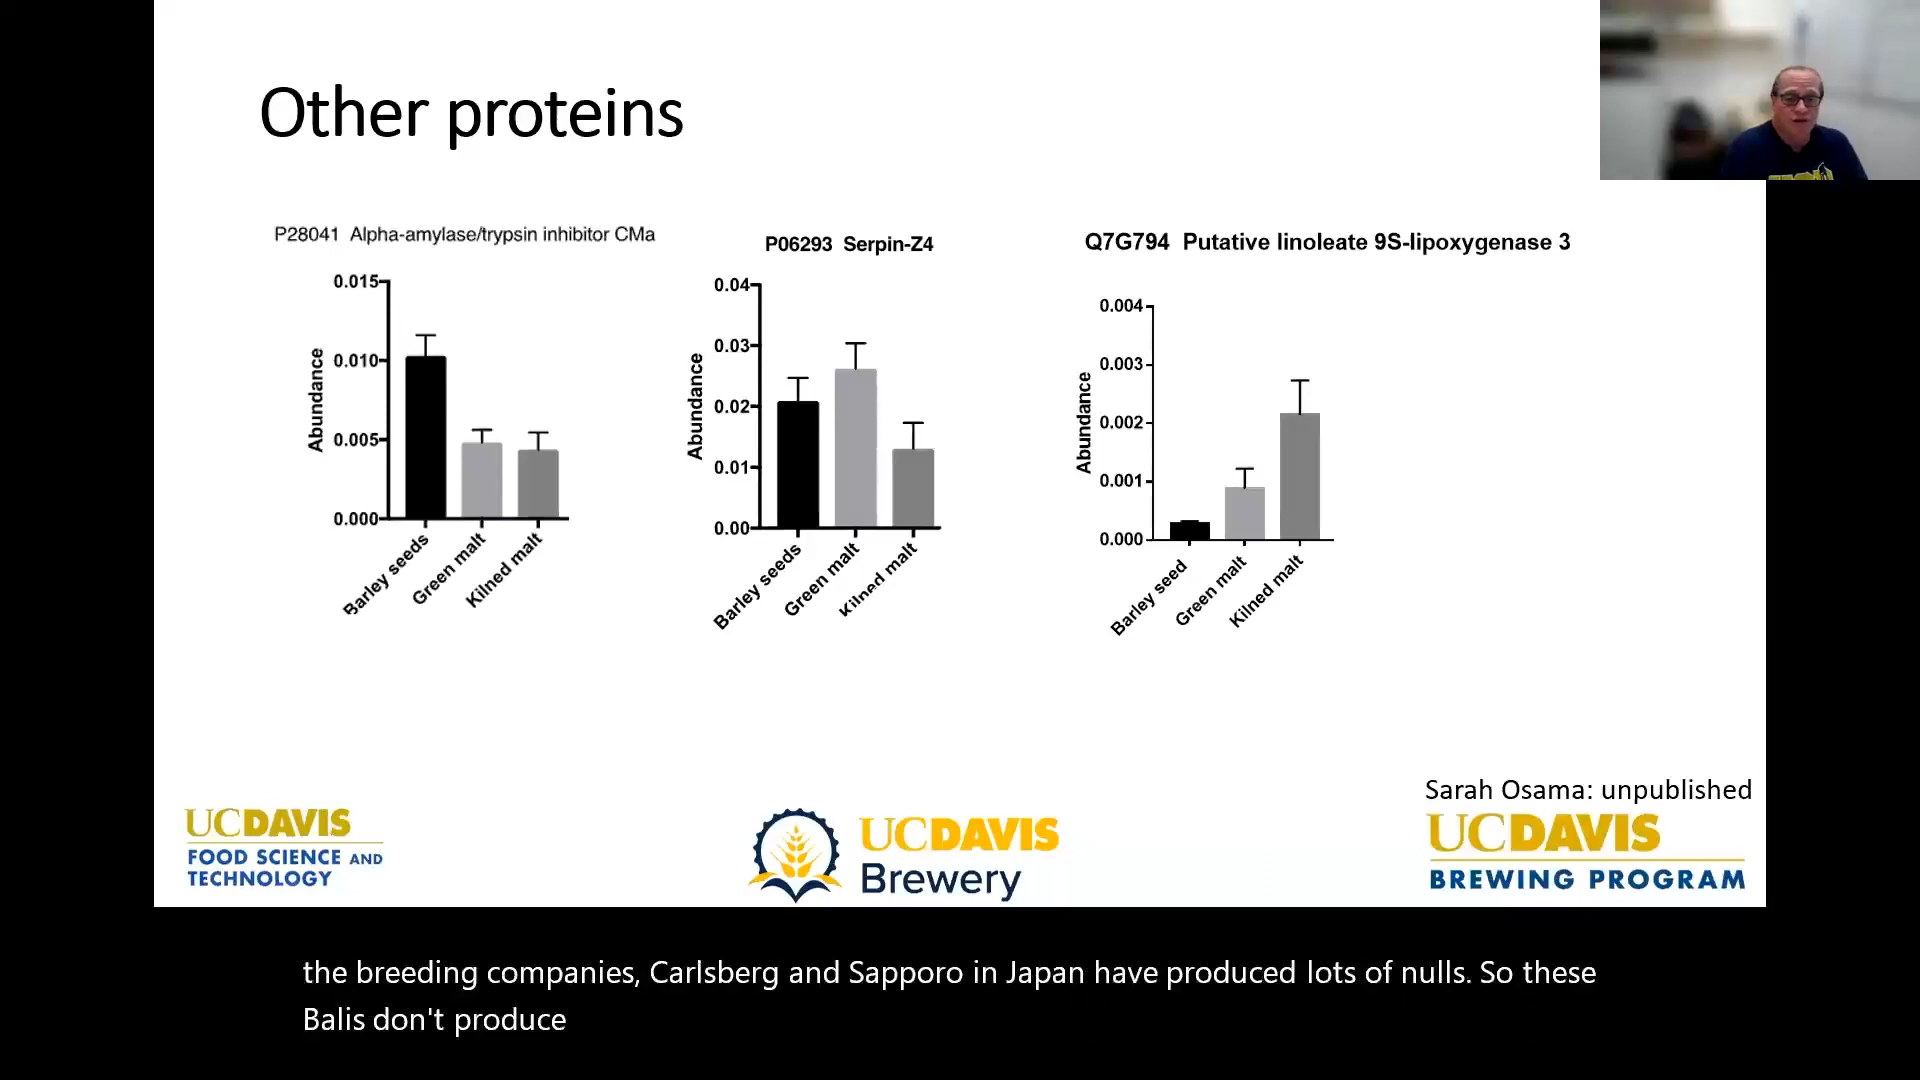 Other proteins
P28041 Alpha-amylase/trypsin inhibitor CMa
0.015
0.010
0.005
0.000
Abundance
Barley seeds
Green malt
Kilned malt
P06293 Serpin-Z4
0.04
0.03
0.02
0.01
0.00
Abundance
Barley seeds
Green malt
Kilned malt
Q7G794 Putative linoleate 9S-lipoxygenase 3
0.004
0.003
0.002
0.001
0.000
Abundance
Barley seed
Green malt
Kilned malt
Sarah Osama: unpublished
UCDAVIS
FOOD SCIENCE AND
TECHNOLOGY
UCDAVIS
Brewery
UCDAVIS
BREWING PROGRAM
the breeding companies, Carlsberg and Sapporo in Japan have produced lots of nulls. So these
Balis don't produce